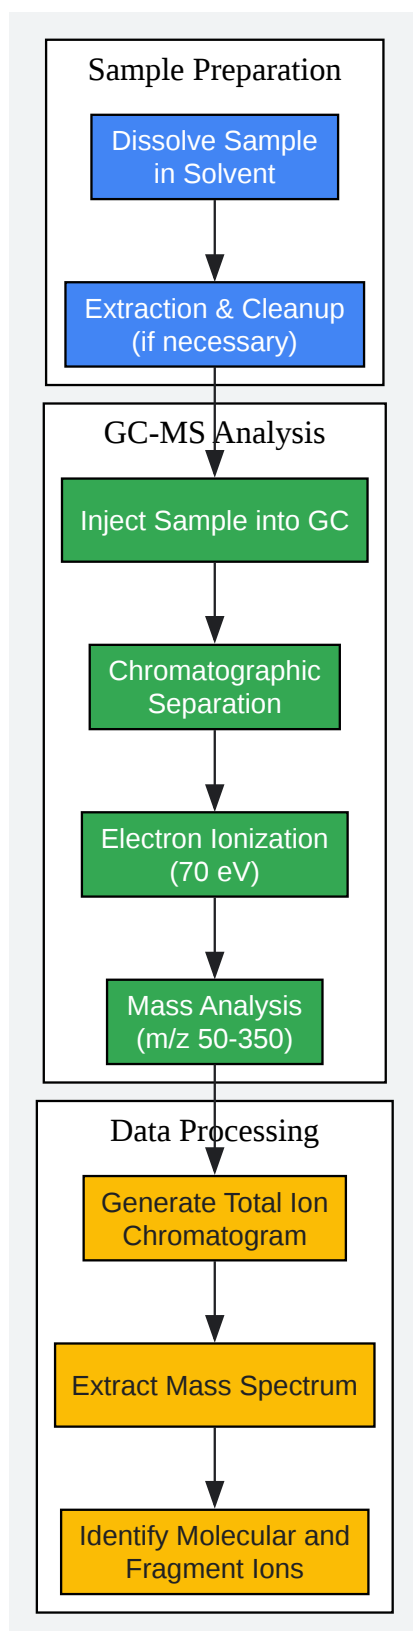 Sample Preparation
Dissolve Sample
in Solvent
Extraction & Cleanup
(if necessary)
GC-MS Analysis
Inject Sample into GC
Chromatographic
Separation
Electron Ionization
(70 eV)
Mass Analysis
(m/z 50-350)
Data Processing
Generate Total Ion
Chromatogram
Extract Mass Spectrum
Identify Molecular and
Fragment Ions